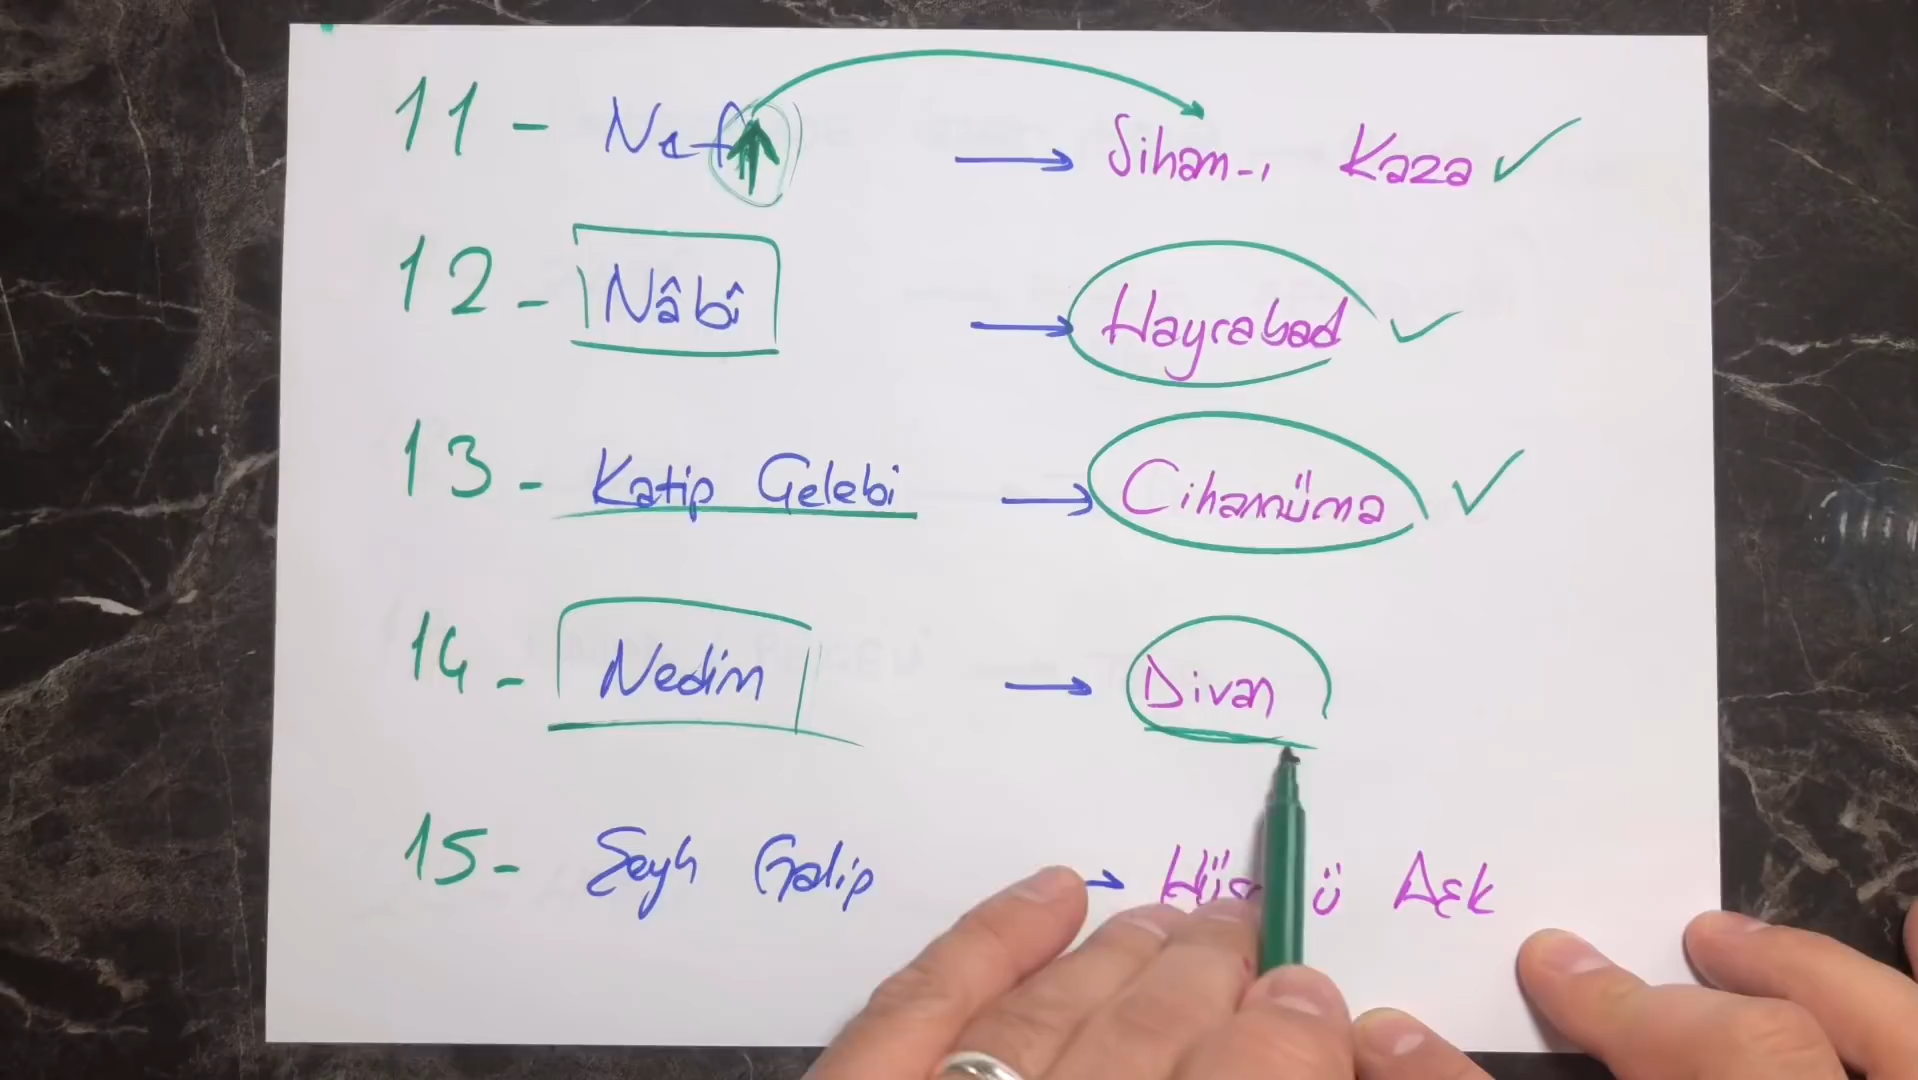 11 - Nef → Siham-ı Kaza ✓
12 - Nâbî → Hayrabad ✓
13 - Katip Çelebi → Cihannüma ✓
14 - Nedim → Divan
15 - Şeyh Galip → Aşk